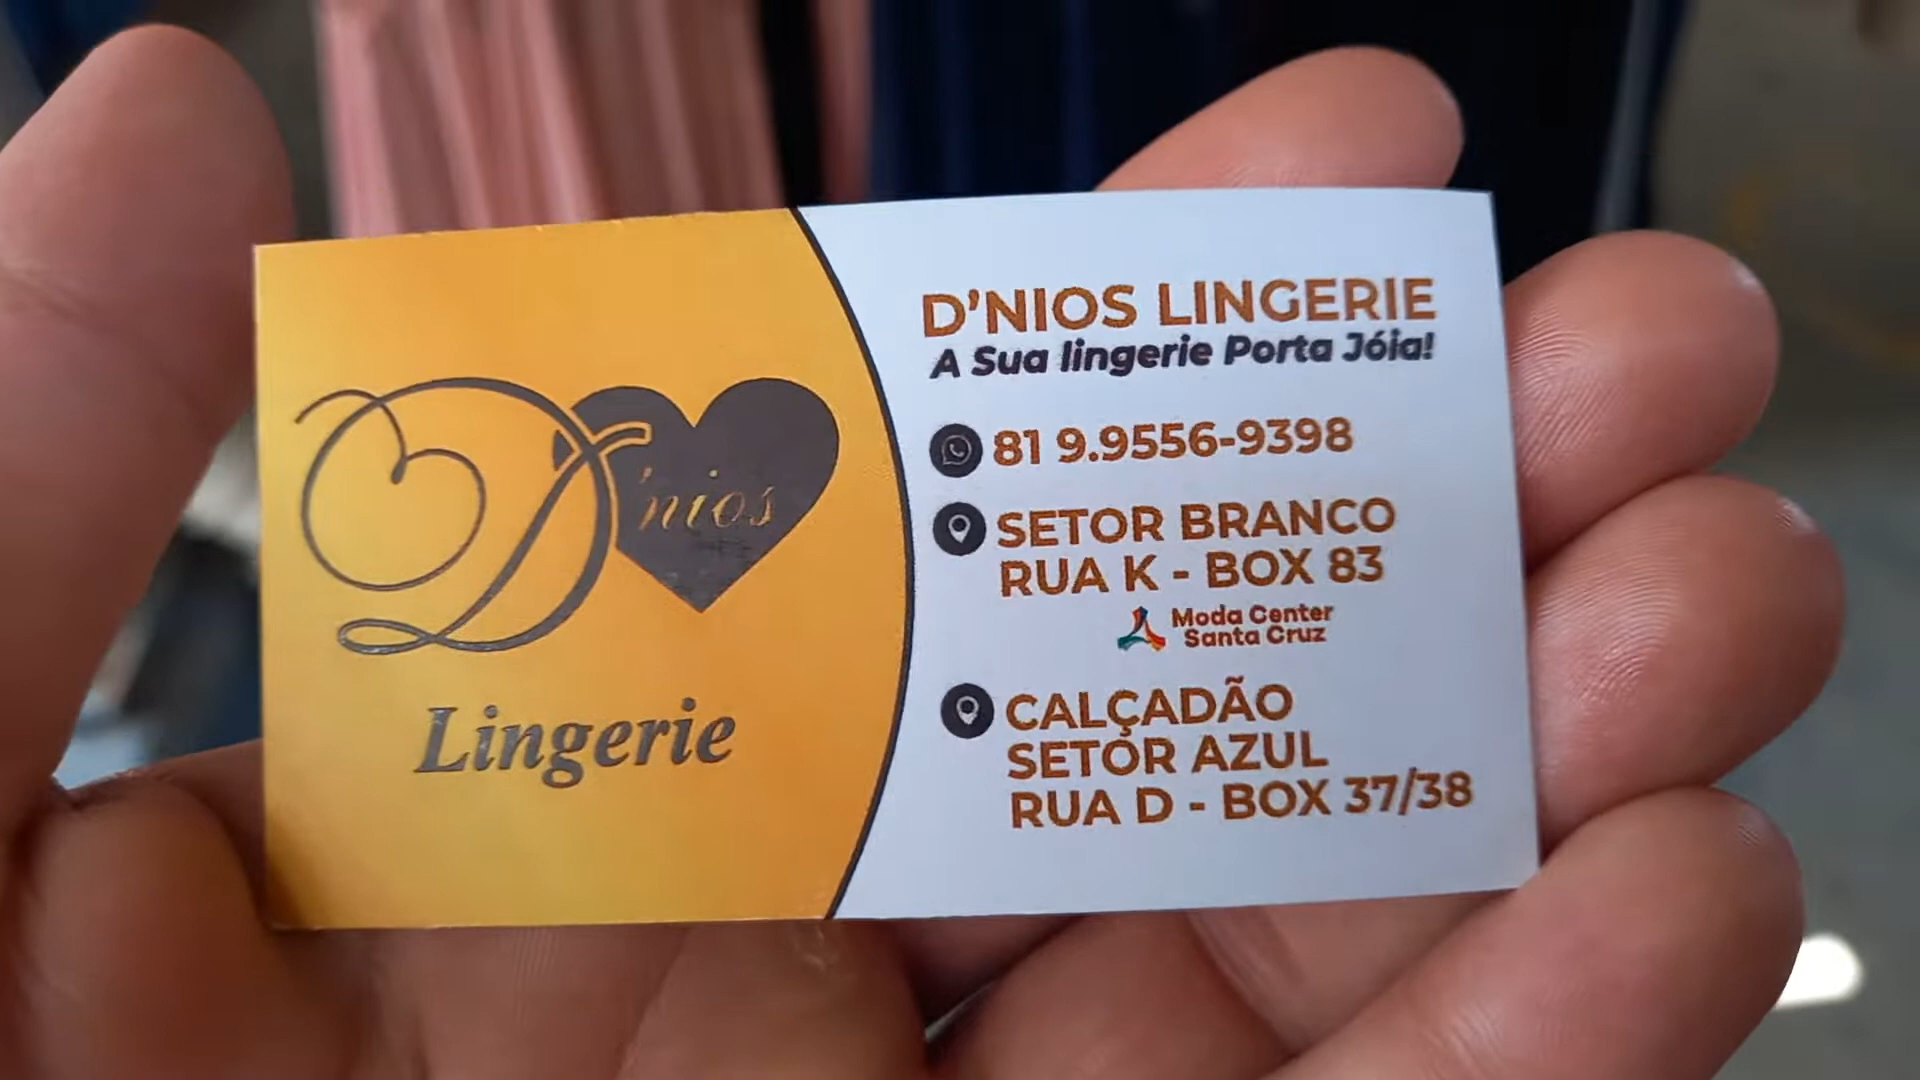 D'nios
Lingerie
D'NIOS LINGERIE
A Sua lingerie Porta Jóia!
81 9.9556-9398
SETOR BRANCO
RUA K - BOX 83
Moda Center
Santa Cruz
CALÇADÃO
SETOR AZUL
RUA D - BOX 37/38